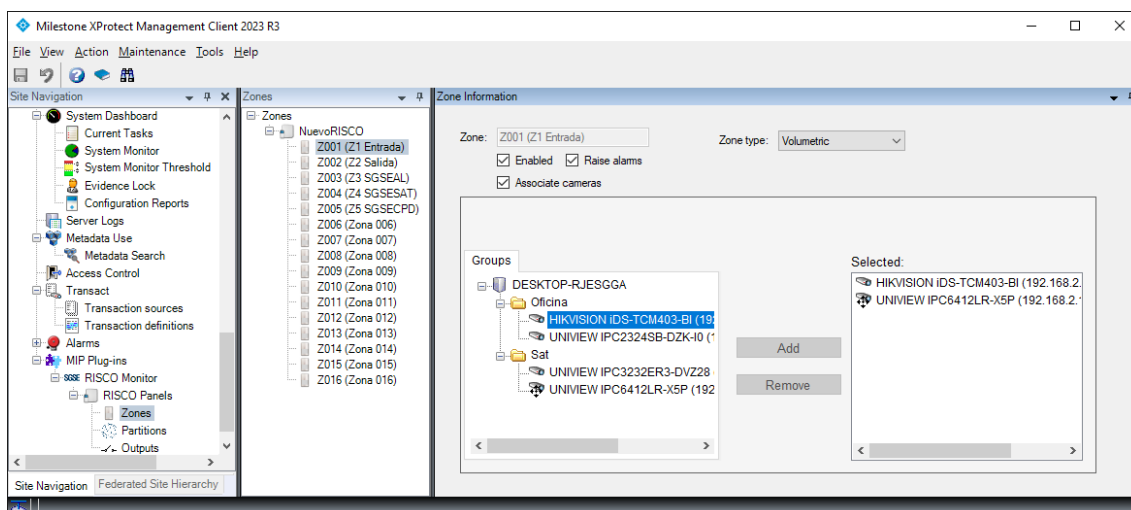 Milestone XProtect Management Client 2023 R3
File View Action Maintenance Tools Help
Site Navigation
System Dashboard
Current Tasks
System Monitor
System Monitor Threshold
Evidence Lock
Configuration Reports
Server Logs
Metadata Use
Metadata Search
Access Control
Transact
Transaction sources
Transaction definitions
Alarms
MIP Plug-ins
SGSE RISCO Monitor
RISCO Panels
Zones
Partitions
Outputs
Site Navigation Federated Site Hierarchy
Zones
Zones
NuevoRISCO
Z001 (Z1 Entrada)
Z002 (Z2 Salida)
Z003 (Z3 SGSEAL)
Z004 (Z4 SGSESAT)
Z005 (Z5 SGSECPD)
Z006 (Zona 006)
Z007 (Zona 007)
Z008 (Zona 008)
Z009 (Zona 009)
Z010 (Zona 010)
Z011 (Zona 011)
Z012 (Zona 012)
Z013 (Zona 013)
Z014 (Zona 014)
Z015 (Zona 015)
Z016 (Zona 016)
Zone Information
Zone: Z001 (Z1 Entrada) Zone type: Volumetric
Enabled Raise alarms
Associate cameras
Groups
DESKTOP-RJESGGA
Oficina
HIKVISION iDS-TCM403-BI (192
UNIVIEW IPC2324SB-DZK-I0 (1
Sat
UNIVIEW IPC3232ER3-DVZ28
UNIVIEW IPC6412LR-X5P (192
Add
Remove
Selected:
HIKVISION iDS-TCM403-BI (192.168.2.
UNIVIEW IPC6412LR-X5P (192.168.2.